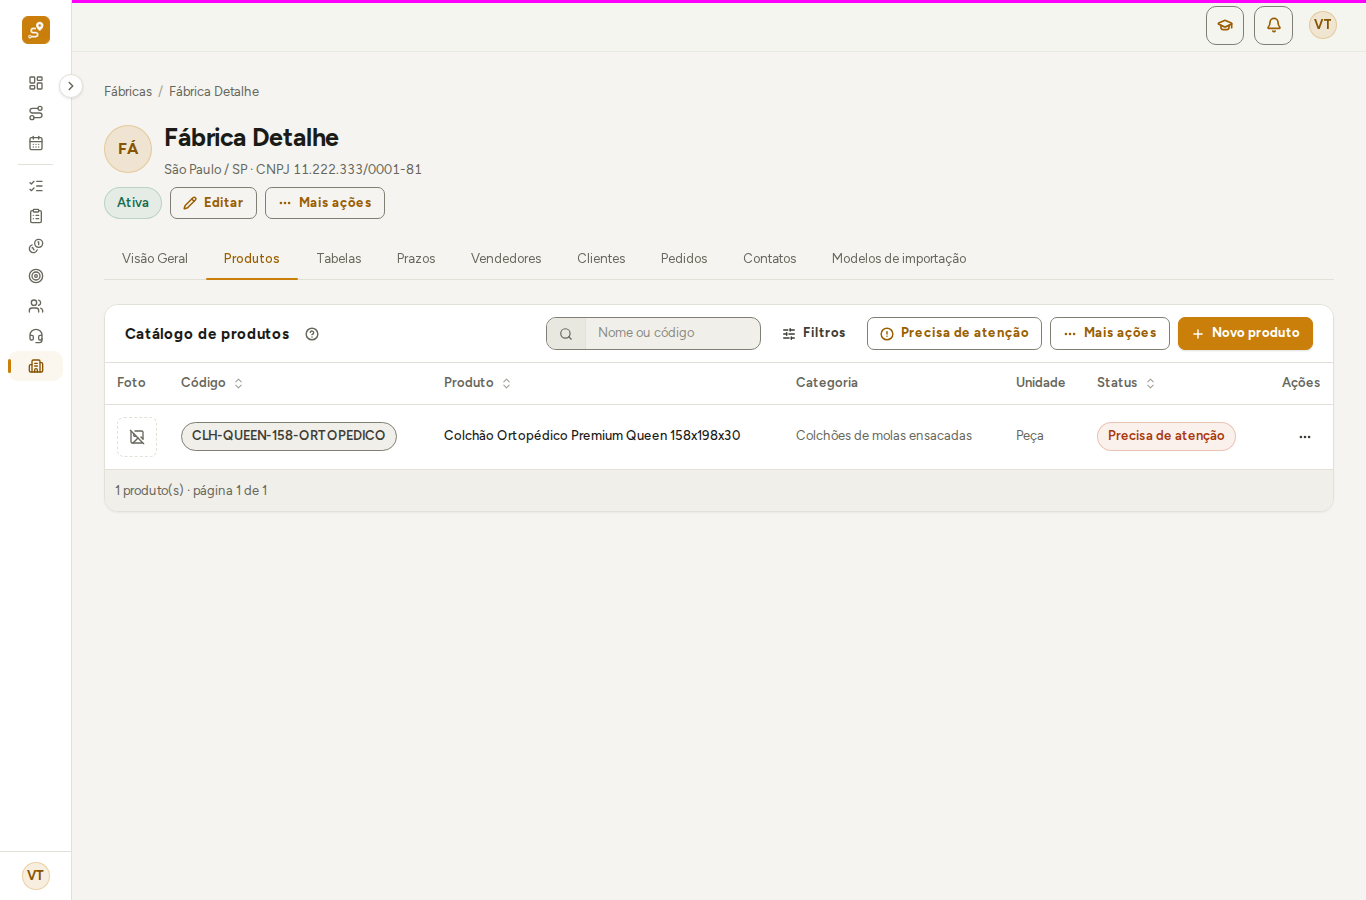 VT
Fábricas / Fábrica Detalhe
FÁ
Fábrica Detalhe
São Paulo / SP · CNPJ 11.222.333/0001-81
Ativa
Editar
Mais ações
Visão Geral
Produtos
Tabelas
Prazos
Vendedores
Clientes
Pedidos
Contatos
Modelos de importação
Catálogo de produtos
Nome ou código
Filtros
Precisa de atenção
Mais ações
Novo produto
Foto
Código
Produto
Categoria
Unidade
Status
Ações
CLH-QUEEN-158-ORTOPEDICO
Colchão Ortopédico Premium Queen 158x198x30
Colchões de molas ensacadas
Peça
Precisa de atenção
1 produto(s) · página 1 de 1
VT